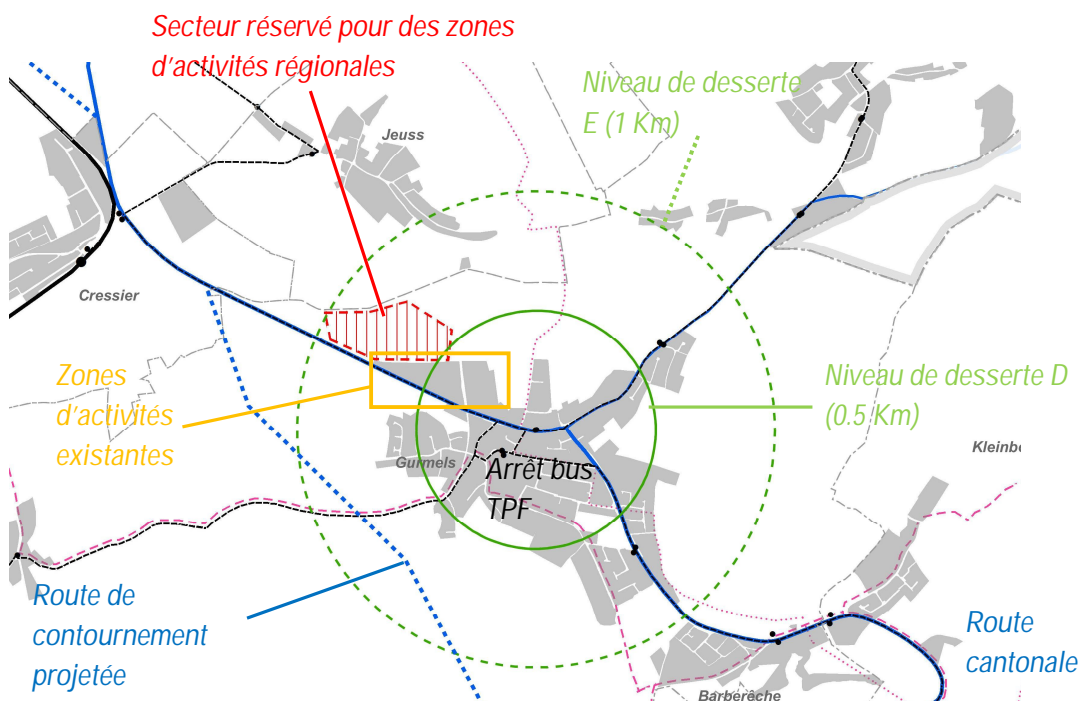 Secteur réservé pour des zones
d'activités régionales
Niveau de desserte
E (1 Km)
Jeuss
Cressier
Zones
d'activités
existantes
Niveau de desserte D
(0.5 Km)
Kleinb
Gurmels
Arrêt bus
TPF
Route de
contournement
projetée
Route
cantonale
Barberêche